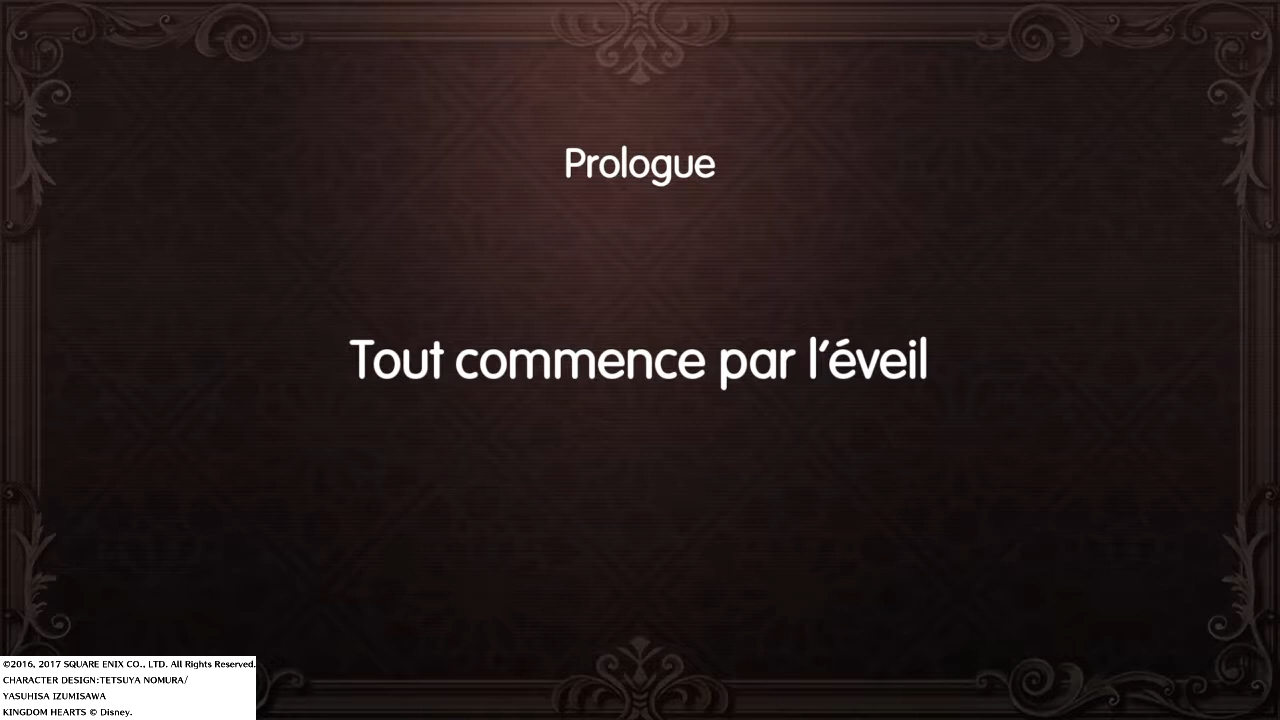 Prologue
Tout commence par l'éveil
©2016, 2017 SQUARE ENIX CO., LTD. All Rights Reserved.
CHARACTER DESIGN:TETSUYA NOMURA/
YASUHISA IZUMISAWA
KINGDOM HEARTS © Disney.